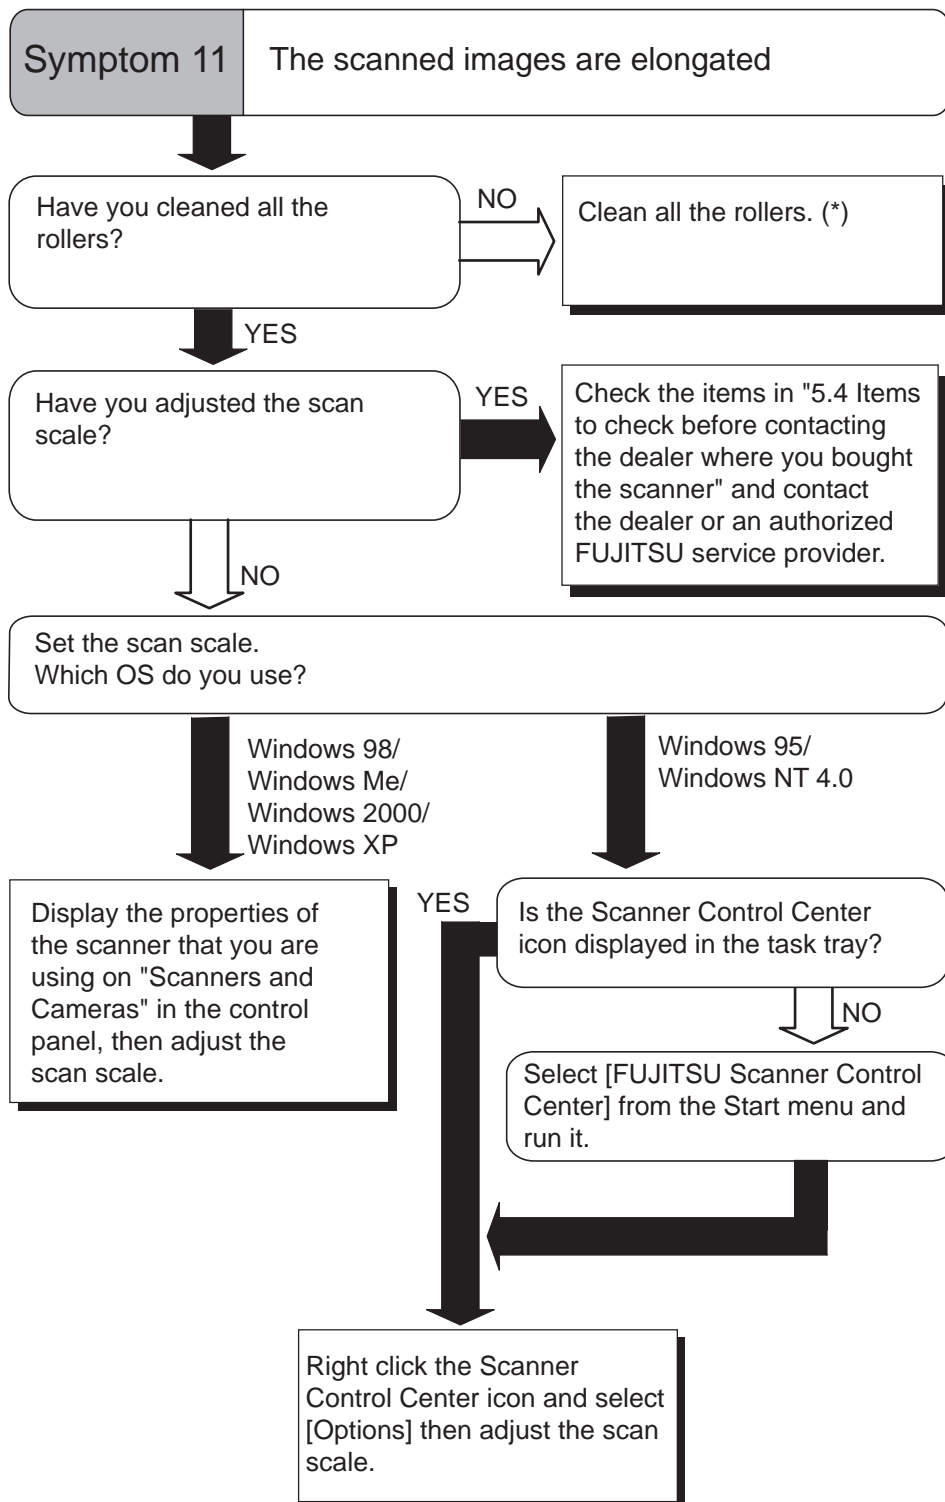 Symptom 11
The scanned images are elongated
Have you cleaned all the
rollers?
NO
Clean all the rollers. (*)
YES
Have you adjusted the scan
scale?
YES
Check the items in "5.4 Items
to check before contacting
the dealer where you bought
the scanner" and contact
the dealer or an authorized
FUJITSU service provider.
NO
Set the scan scale.
Which OS do you use?
Windows 98/
Windows Me/
Windows 2000/
Windows XP
Windows 95/
Windows NT 4.0
Display the properties of
the scanner that you are
using on "Scanners and
Cameras" in the control
panel, then adjust the
scan scale.
YES
Is the Scanner Control Center
icon displayed in the task tray?
NO
Select [FUJITSU Scanner Control
Center] from the Start menu and
run it.
Right click the Scanner
Control Center icon and select
[Options] then adjust the scan
scale.